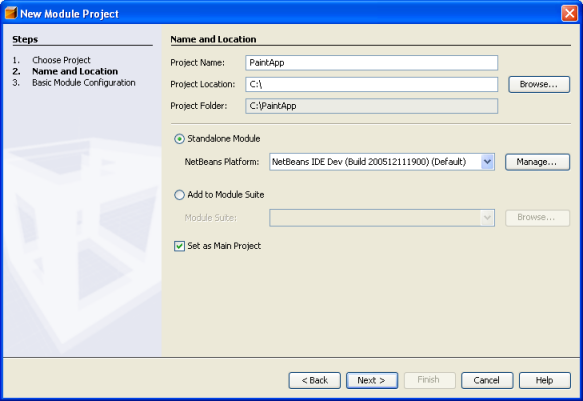 New Module Project
Steps
1. Choose Project
2. Name and Location
3. Basic Module Configuration
Name and Location
Project Name: PaintApp
Project Location: C:\ Browse...
Project Folder: C:\PaintApp
Standalone Module
NetBeans Platform: NetBeans IDE Dev (Build 200512111900) (Default) Manage...
Add to Module Suite
Module Suite: Browse...
Set as Main Project
< Back Next > Finish Cancel Help